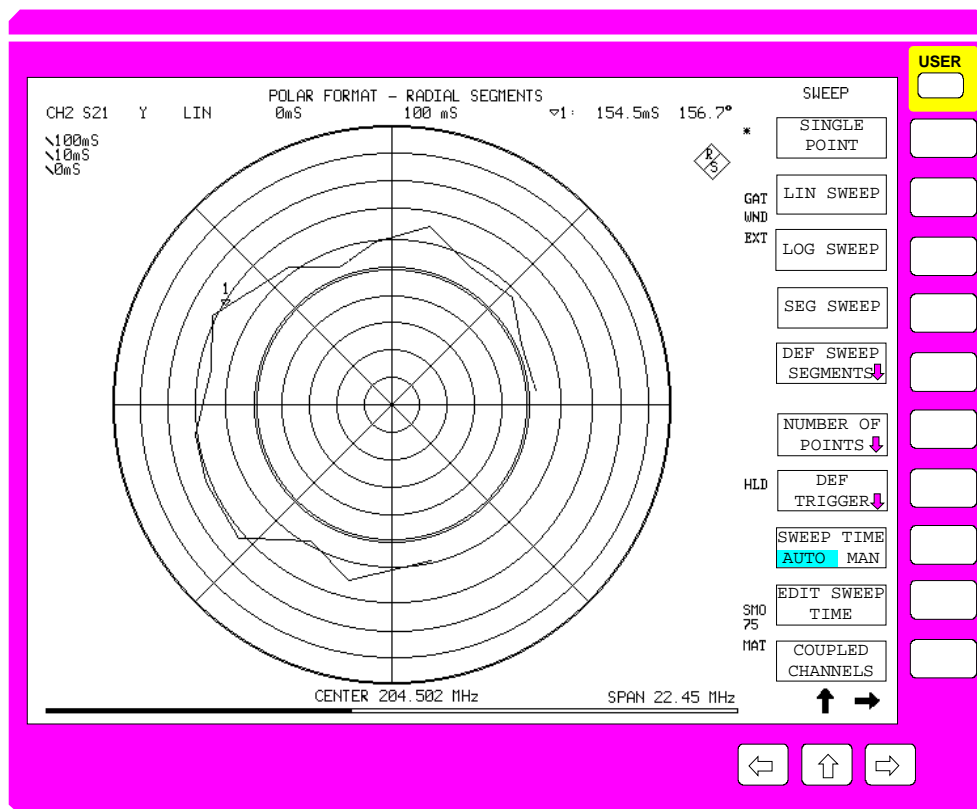 USER
POLAR FORMAT – RADIAL SEGMENTS
SWEEP
CH2 S21 Y LIN 0mS 100 mS ▽1: 154.5mS 156.7°
100mS
10mS
0mS
R
S
1
*
GAT
WND
EXT
HLD
SMO
75
MAT
SINGLE
POINT
LIN SWEEP
LOG SWEEP
SEG SWEEP
DEF SWEEP
SEGMENTS
NUMBER OF
POINTS
DEF
TRIGGER
SWEEP TIME
AUTO MAN
EDIT SWEEP
TIME
COUPLED
CHANNELS
CENTER 204.502 MHz SPAN 22.45 MHz